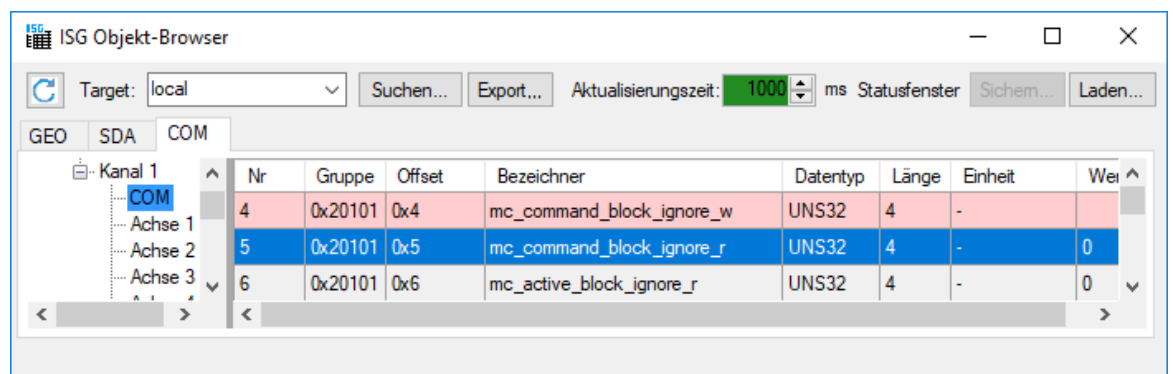 ISG ISG Objekt-Browser
Target: local Suchen... Export,,, Aktualisierungszeit: 1000 ms Statusfenster Sichern... Laden...
GEO SDA COM
Kanal 1
COM
Achse 1
Achse 2
Achse 3
Nr Gruppe Offset Bezeichner Datentyp Länge Einheit Wer
4 0x20101 0x4 mc_command_block_ignore_w UNS32 4 -
5 0x20101 0x5 mc_command_block_ignore_r UNS32 4 - 0
6 0x20101 0x6 mc_active_block_ignore_r UNS32 4 - 0